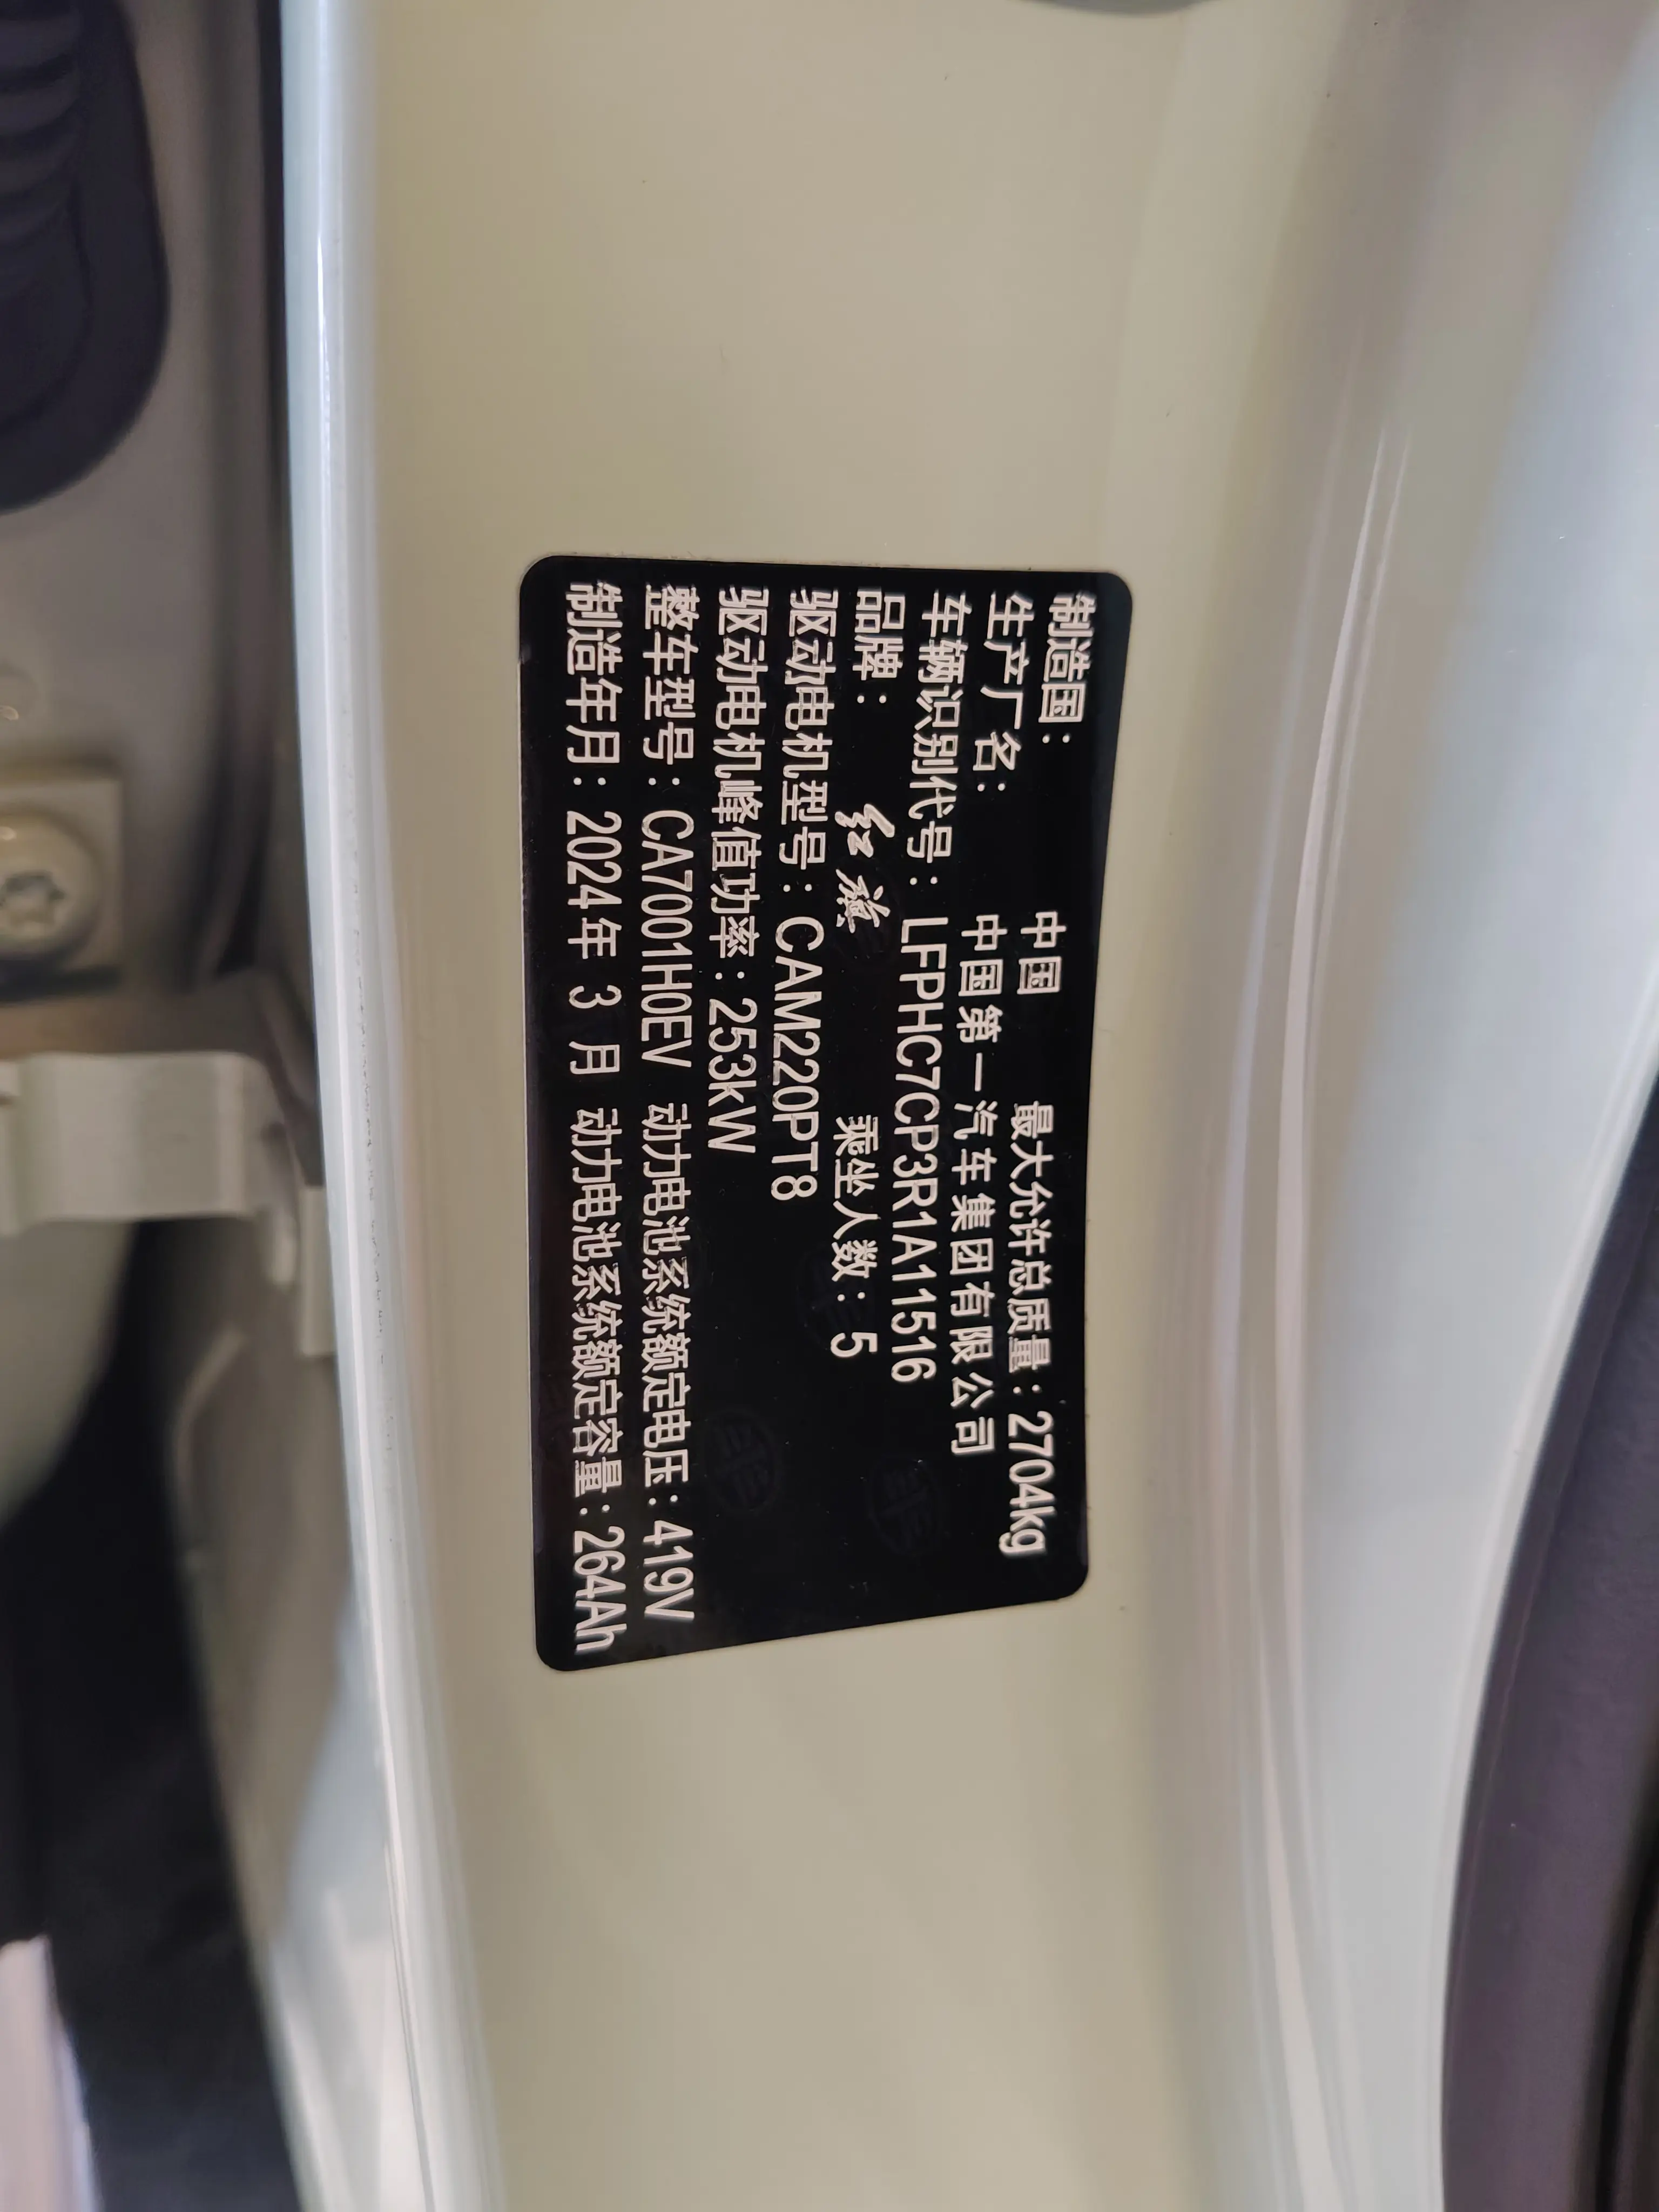 制造国: 中国 最大允许总质量: 2704kg
生产厂名: 中国第一汽车集团有限公司
车辆识别代号: LFPHC7CP3R1A11516
品牌: 红旗 乘坐人数: 5
驱动电机型号: CAM220PT8
驱动电机峰值功率: 253kW
整车型号: CA7001H0EV 动力电池系统额定电压: 419V
制造年月: 2024年 3 月 动力电池系统额定容量: 264Ah